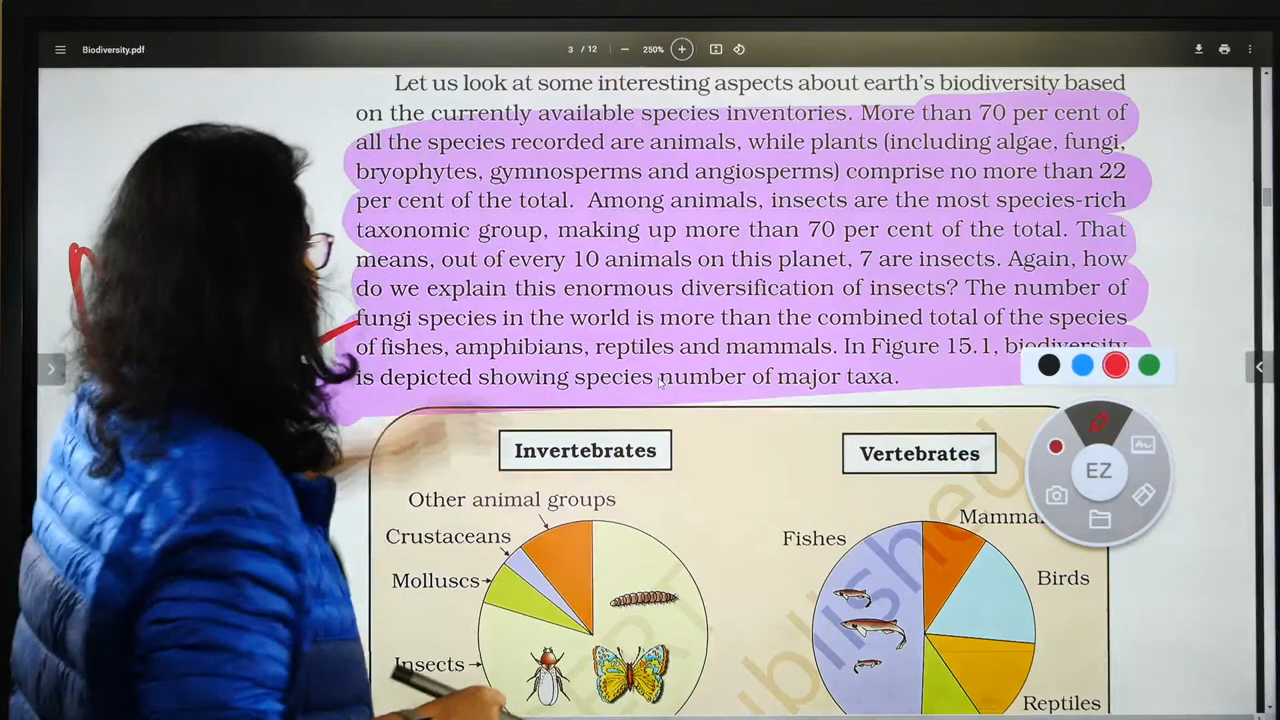 Biodiversity.pdf
3 / 12
250%
Let us look at some interesting aspects about earth's biodiversity based
on the currently available species inventories. More than 70 per cent of
all the species recorded are animals, while plants (including algae, fungi,
bryophytes, gymnosperms and angiosperms) comprise no more than 22
per cent of the total. Among animals, insects are the most species-rich
taxonomic group, making up more than 70 per cent of the total. That
means, out of every 10 animals on this planet, 7 are insects. Again, how
do we explain this enormous diversification of insects? The number of
fungi species in the world is more than the combined total of the species
of fishes, amphibians, reptiles and mammals. In Figure 15.1, biodiversity
is depicted showing species number of major taxa.
EZ
Invertebrates
Vertebrates
Other animal groups
Mamma
Crustaceans
Fishes
Molluscs
Birds
Insects
Reptiles
ublished